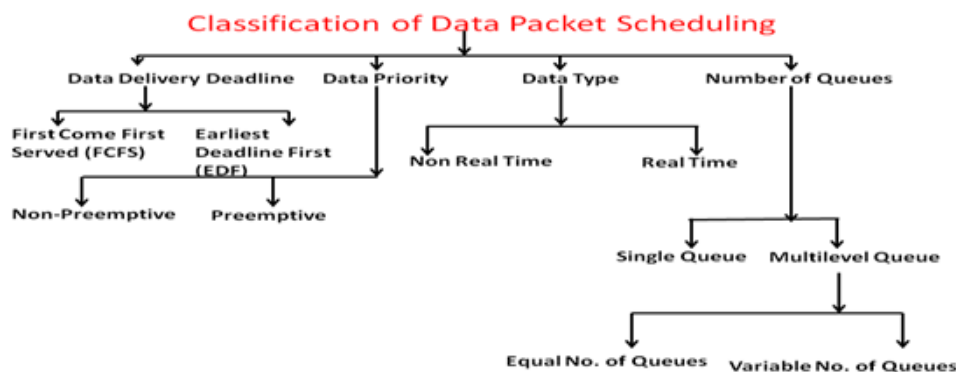 Classification of Data Packet Scheduling
Data Delivery Deadline
Data Priority
Data Type
Number of Queues
First Come First
Served (FCFS)
Earliest
Deadline First
(EDF)
Non Real Time
Real Time
Non-Preemptive
Preemptive
Single Queue
Multilevel Queue
Equal No. of Queues
Variable No. of Queues